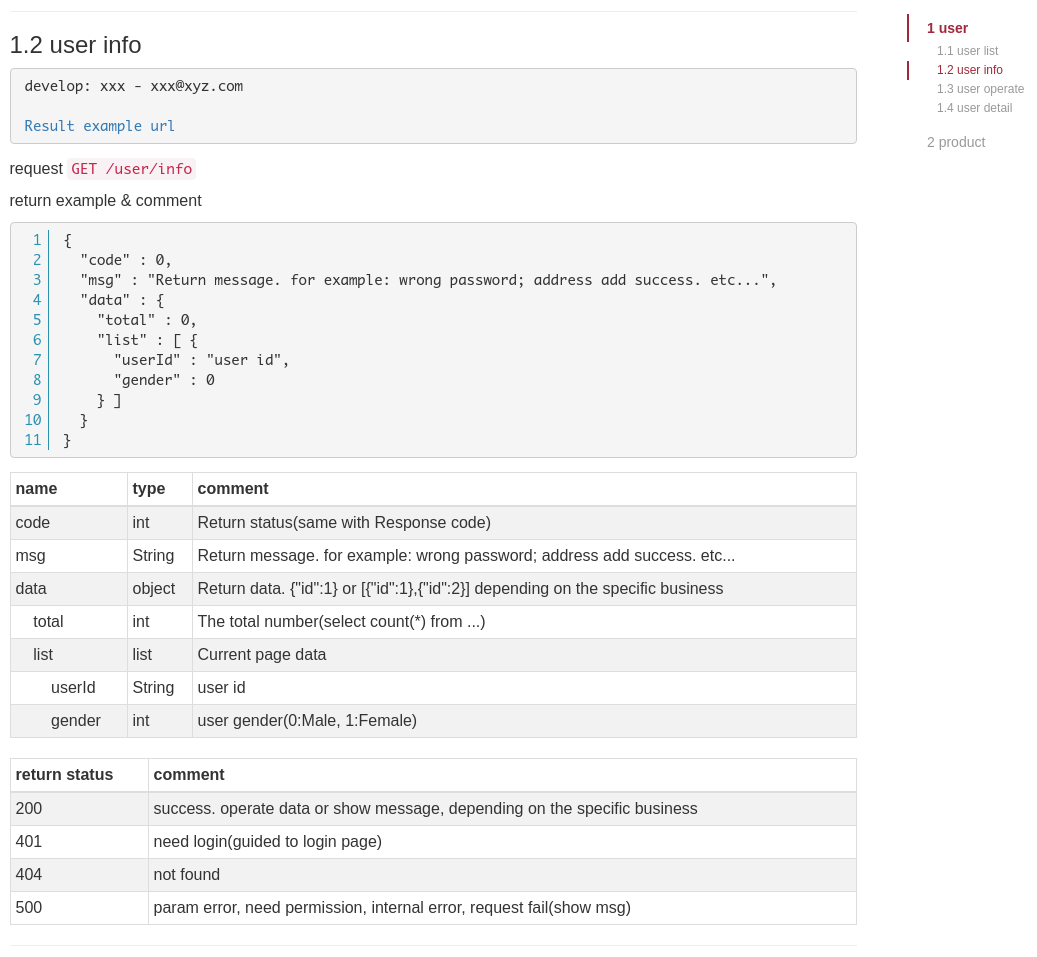 1.2 user info
develop: xxx - xxx@xyz.com
Result example url
request GET /user/info
return example & comment
1 {
2   "code" : 0,
3   "msg" : "Return message. for example: wrong password; address add success. etc...",
4   "data" : {
5     "total" : 0,
6     "list" : [ {
7       "userId" : "user id",
8       "gender" : 0
9     } ]
10   }
11 }
name type comment
code int Return status(same with Response code)
msg String Return message. for example: wrong password; address add success. etc...
data object Return data. {"id":1} or [{"id":1},{"id":2}] depending on the specific business
total int The total number(select count(*) from ...)
list list Current page data
userId String user id
gender int user gender(0:Male, 1:Female)
return status comment
200 success. operate data or show message, depending on the specific business
401 need login(guided to login page)
404 not found
500 param error, need permission, internal error, request fail(show msg)
1 user
1.1 user list
1.2 user info
1.3 user operate
1.4 user detail
2 product